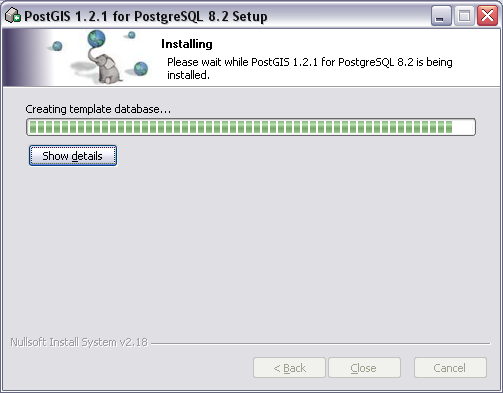 PostGIS 1.2.1 for PostgreSQL 8.2 Setup
Installing
Please wait while PostGIS 1.2.1 for PostgreSQL 8.2 is being
installed.
Creating template database...
Show details
Nullsoft Install System v2.18
< Back
Close
Cancel